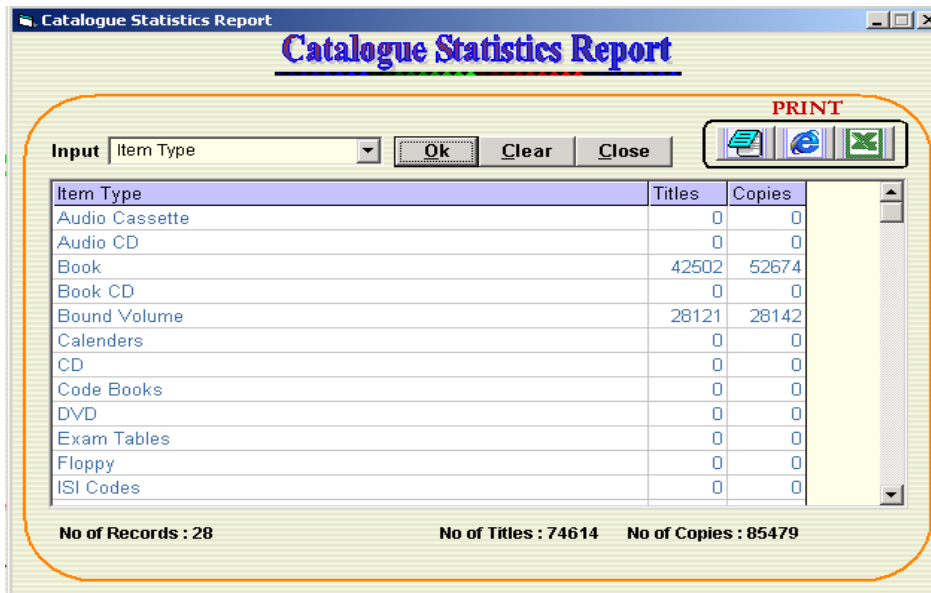 Catalogue Statistics Report
Catalogue Statistics Report
PRINT
Input Item Type Ok Clear Close
Item Type Titles Copies
Audio Cassette 0 0
Audio CD 0 0
Book 42502 52674
Book CD 0 0
Bound Volume 28121 28142
Calenders 0 0
CD 0 0
Code Books 0 0
DVD 0 0
Exam Tables 0 0
Floppy 0 0
ISI Codes 0 0
No of Records : 28 No of Titles : 74614 No of Copies : 85479